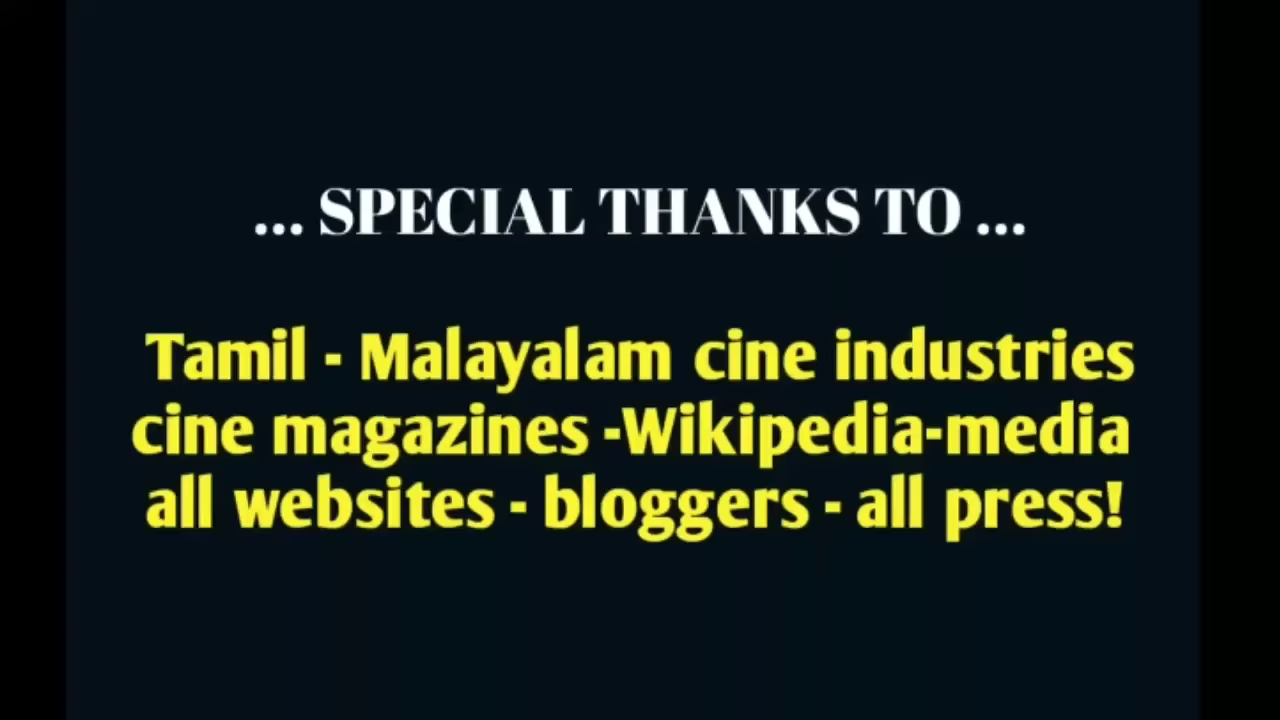 ... SPECIAL THANKS TO ...
Tamil - Malayalam cine industries
cine magazines -Wikipedia-media
all websites - bloggers - all press!